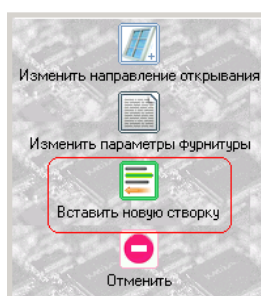 Изменить направление открывания
Изменить параметры фурнитуры
Вставить новую створку
Отменить